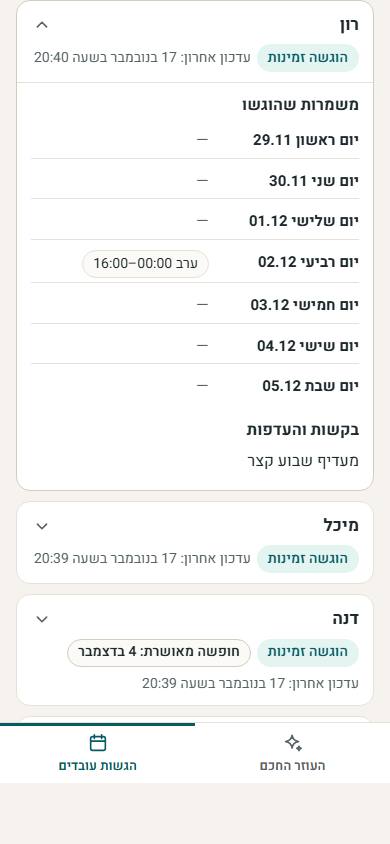 רון
הוגשה זמינות עדכון אחרון: 17 בנובמבר בשעה 20:40
משמרות שהוגשו
יום ראשון 29.11 —
יום שני 30.11 —
יום שלישי 01.12 —
יום רביעי 02.12 ערב 16:00–00:00
יום חמישי 03.12 —
יום שישי 04.12 —
יום שבת 05.12 —
בקשות והעדפות
מעדיף שבוע קצר
מיכל
הוגשה זמינות עדכון אחרון: 17 בנובמבר בשעה 20:39
דנה
הוגשה זמינות חופשה מאושרת: 4 בדצמבר
עדכון אחרון: 17 בנובמבר בשעה 20:39
העוזר החכם הגשות עובדים